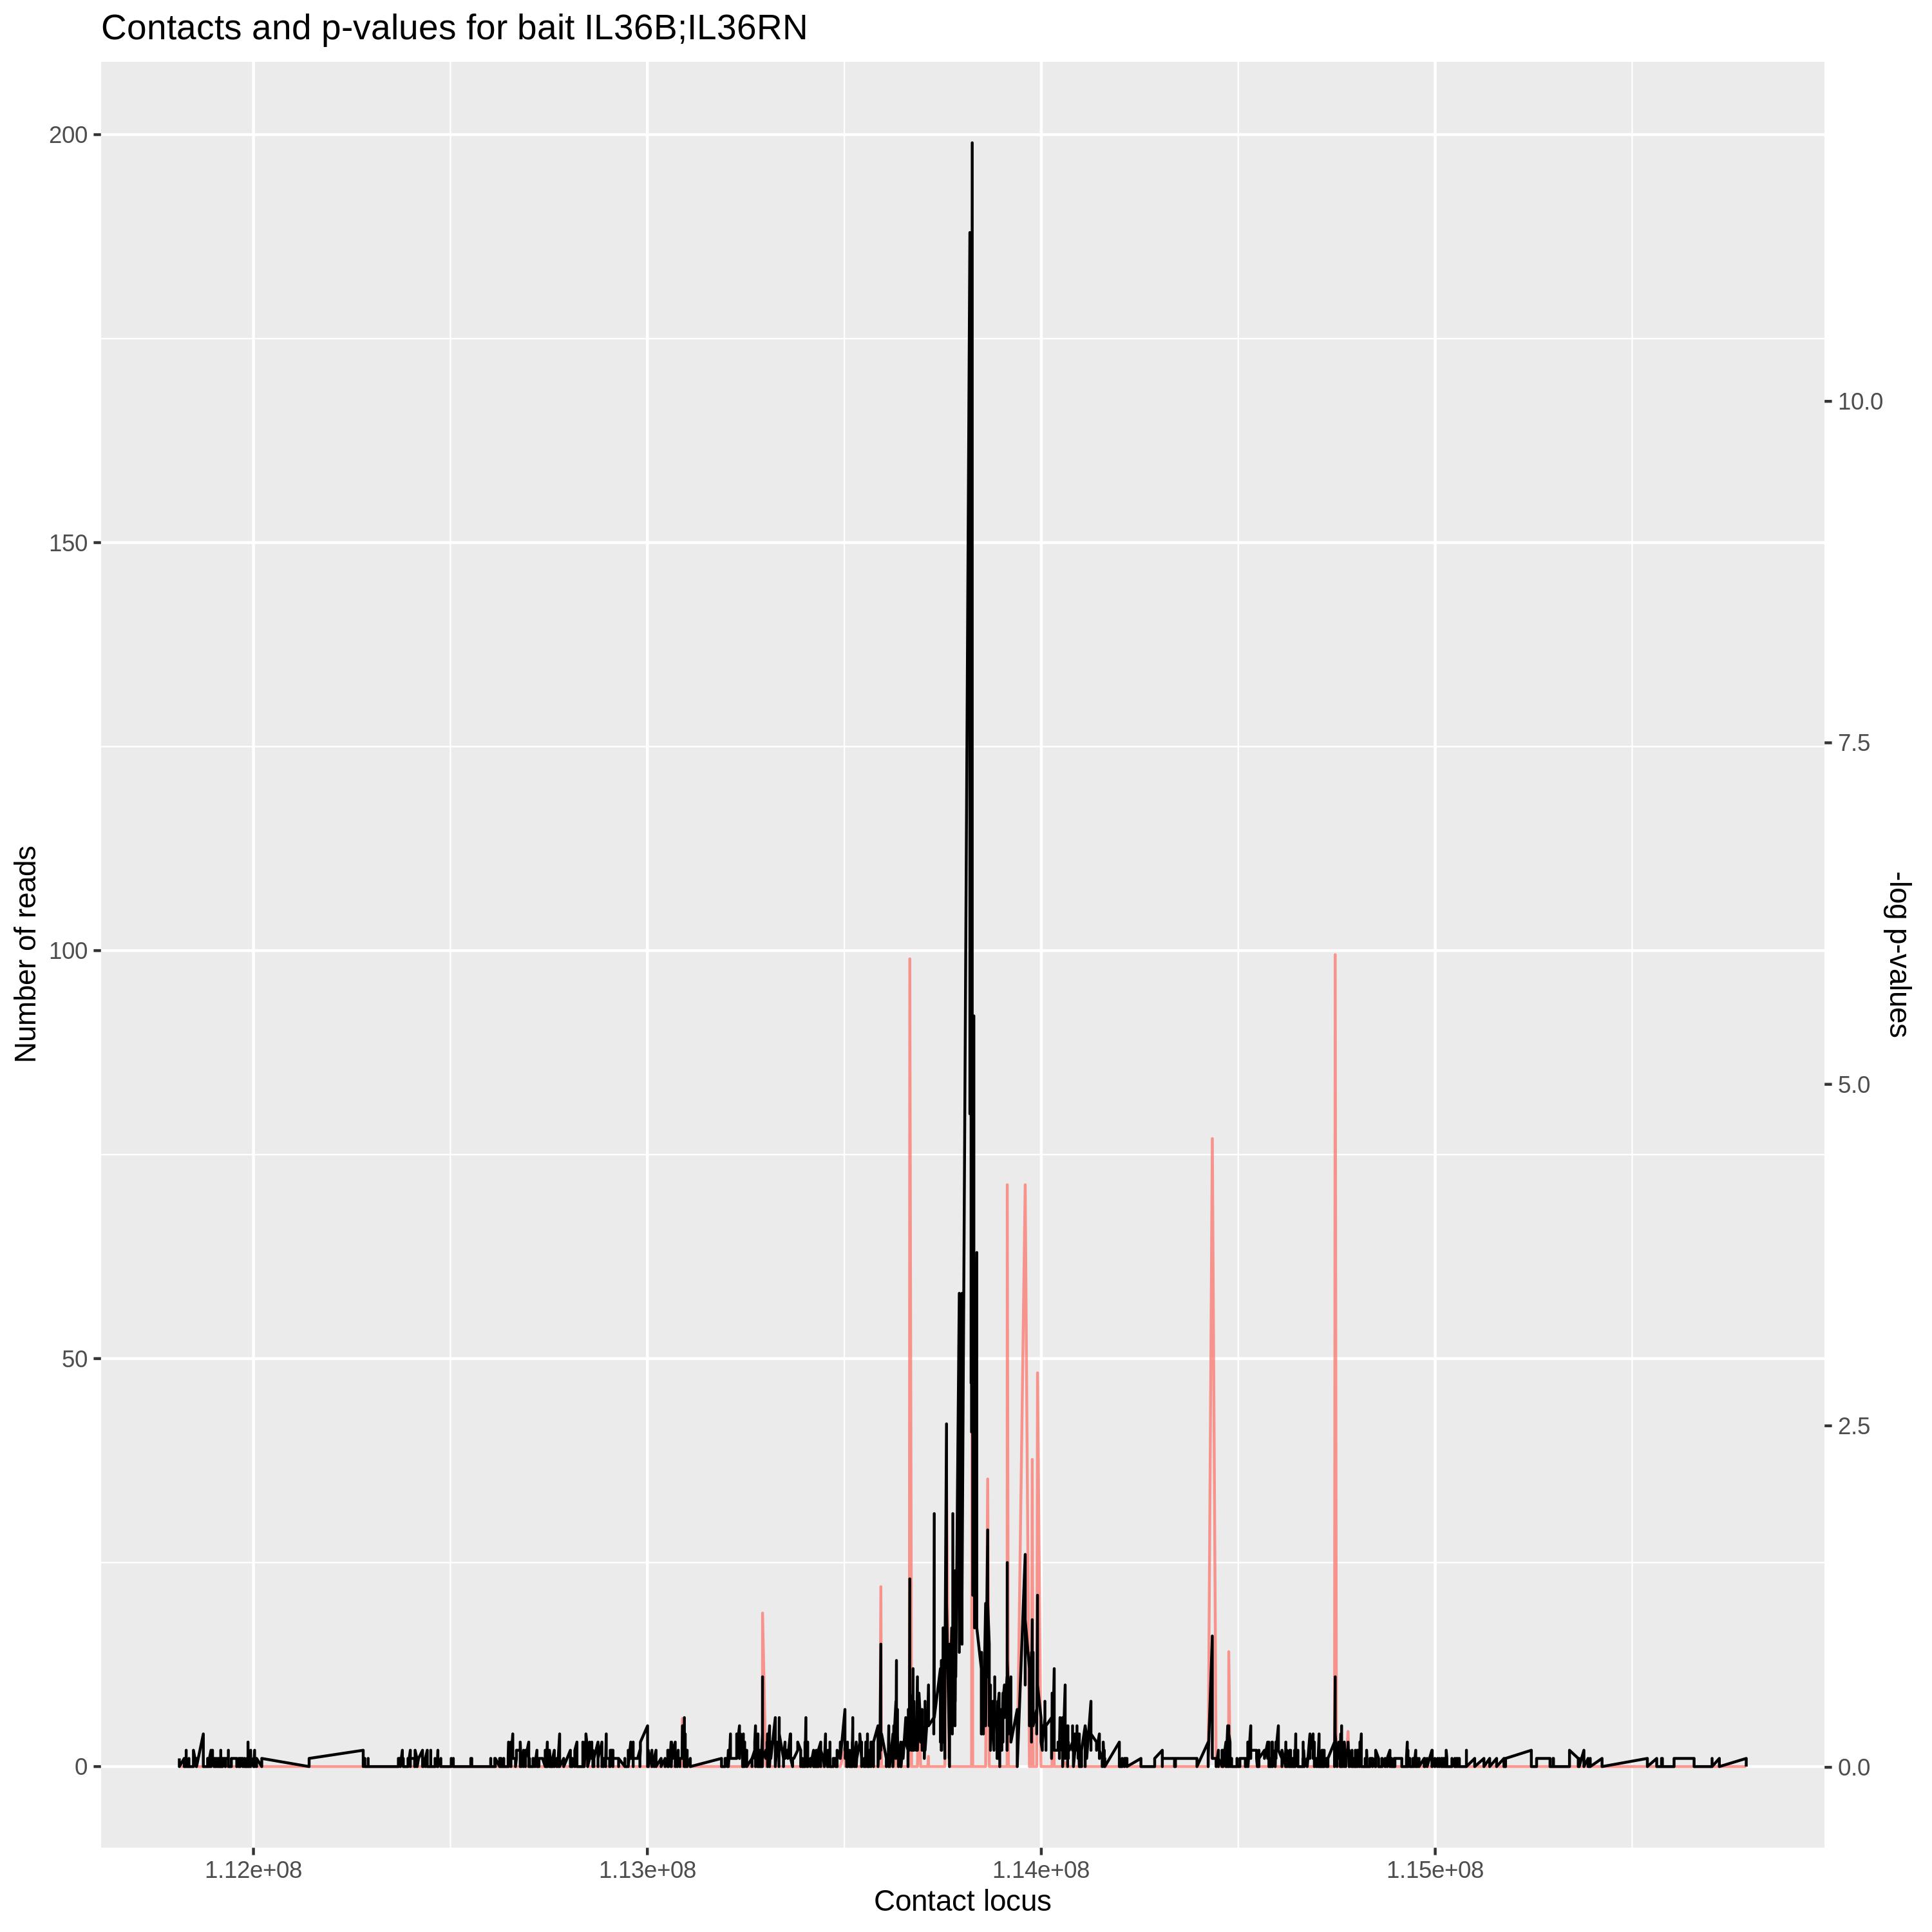 Contacts and p-values for bait IL36B;IL36RN
200
150
100
50
0
Number of reads
10.0
7.5
5.0
2.5
0.0
-log p-values
1.12e+08
1.13e+08
1.14e+08
1.15e+08
Contact locus